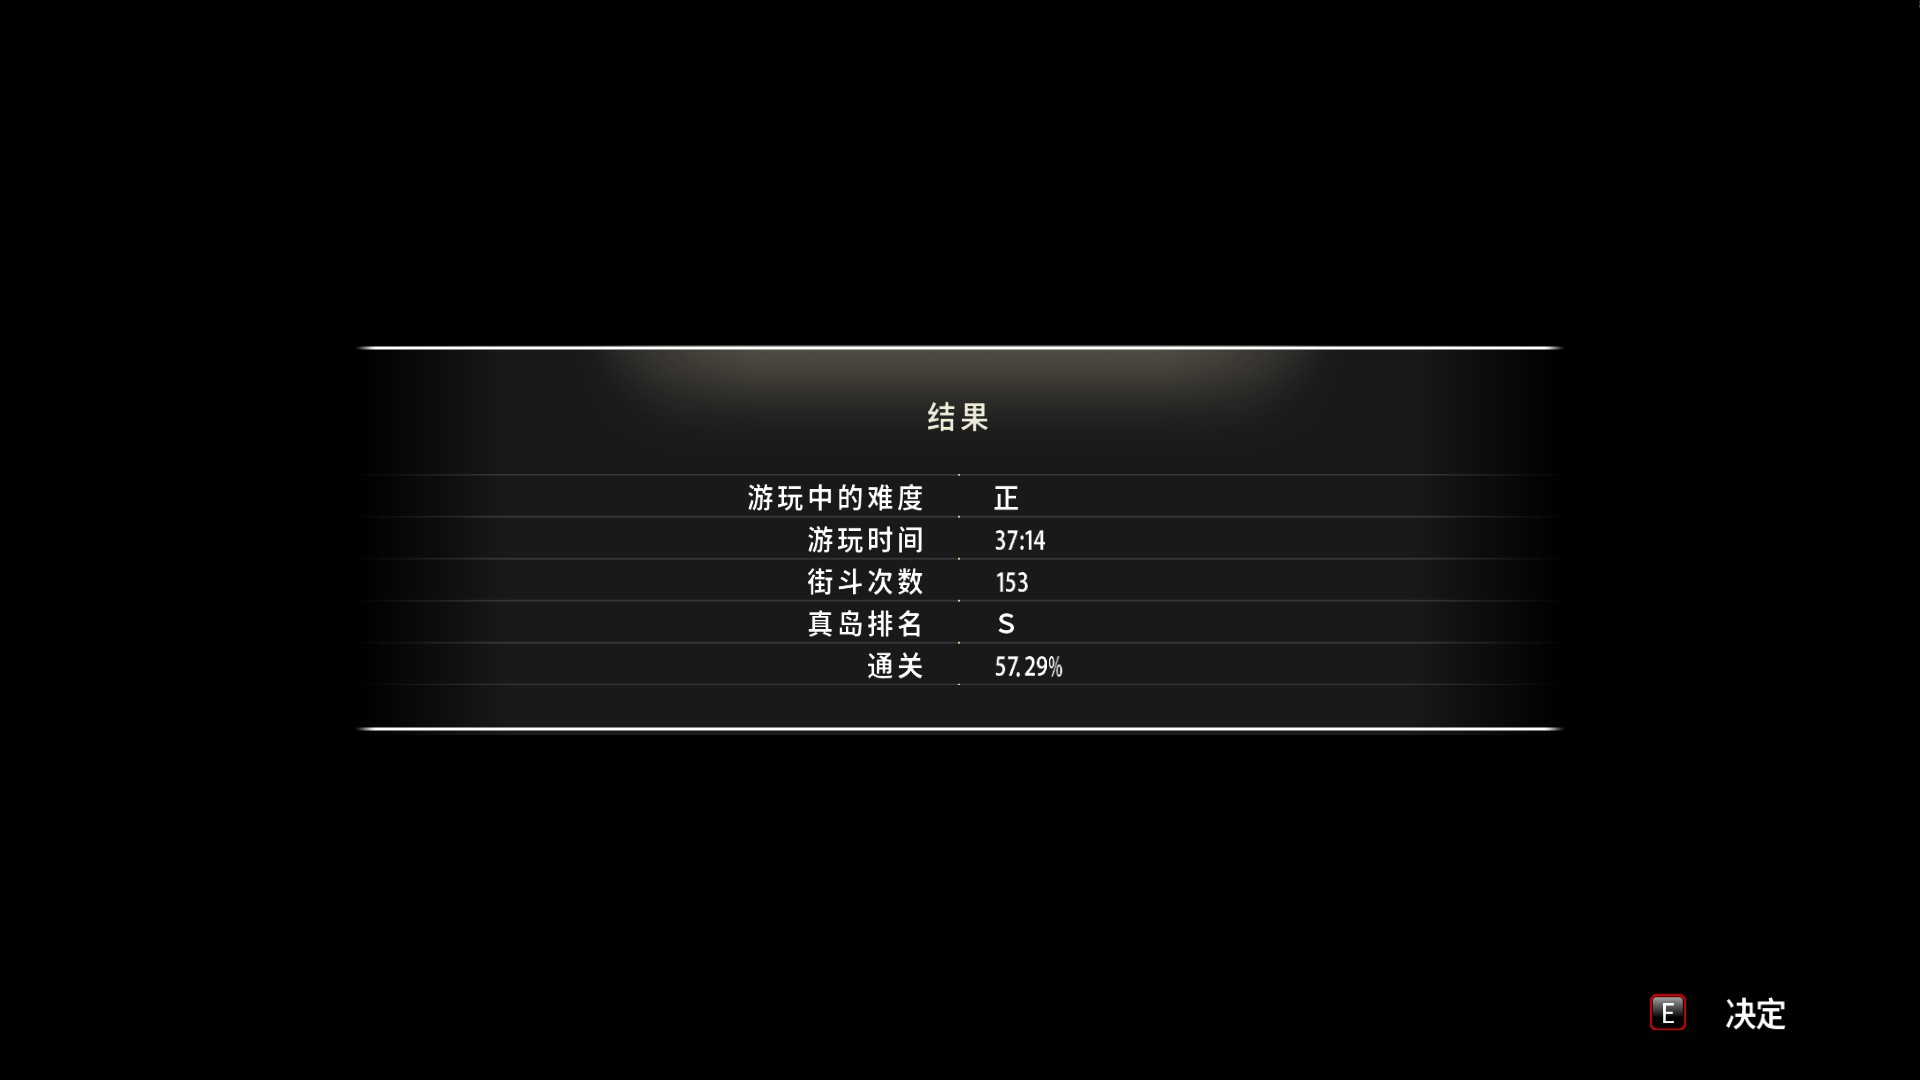 结果
游玩中的难度 正
游玩时间 37:14
街斗次数 153
真岛排名 S
通关 57.29%
E 决定